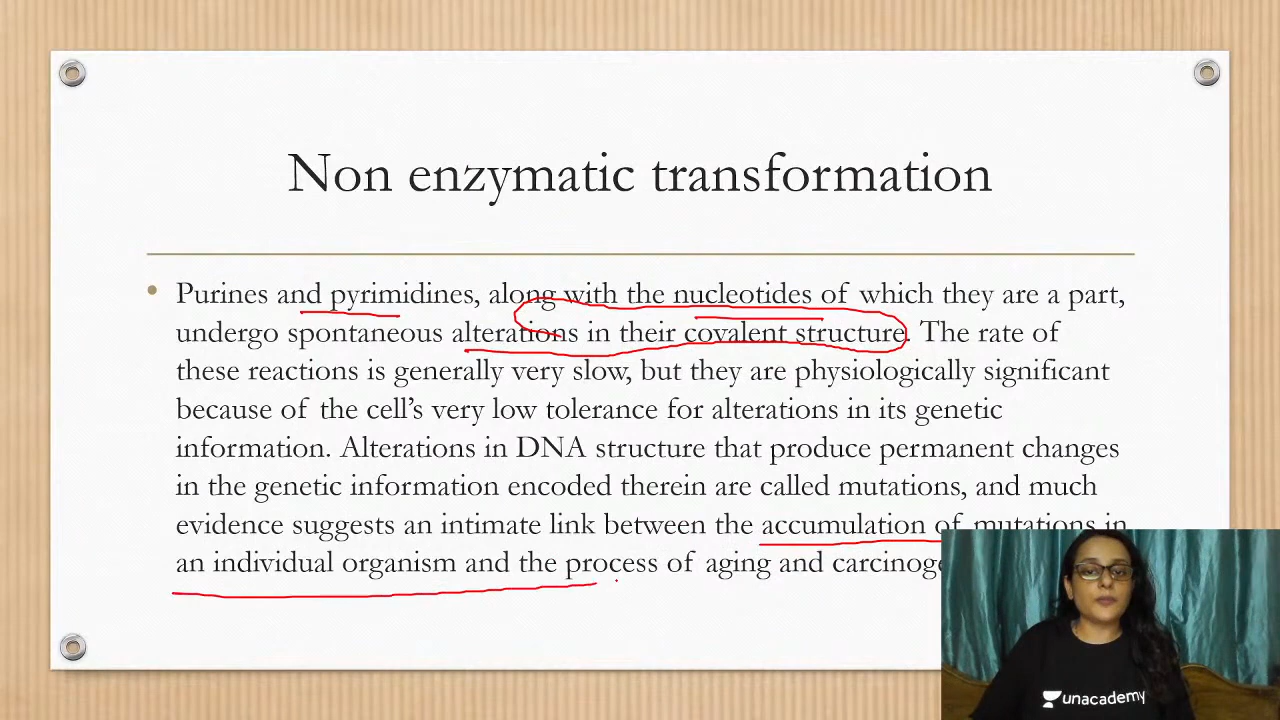 Non enzymatic transformation
• Purines and pyrimidines, along with the nucleotides of which they are a part,
undergo spontaneous alterations in their covalent structure. The rate of
these reactions is generally very slow, but they are physiologically significant
because of the cell’s very low tolerance for alterations in its genetic
information. Alterations in DNA structure that produce permanent changes
in the genetic information encoded therein are called mutations, and much
evidence suggests an intimate link between the accumulation of mutations in
an individual organism and the process of aging and
unacademy